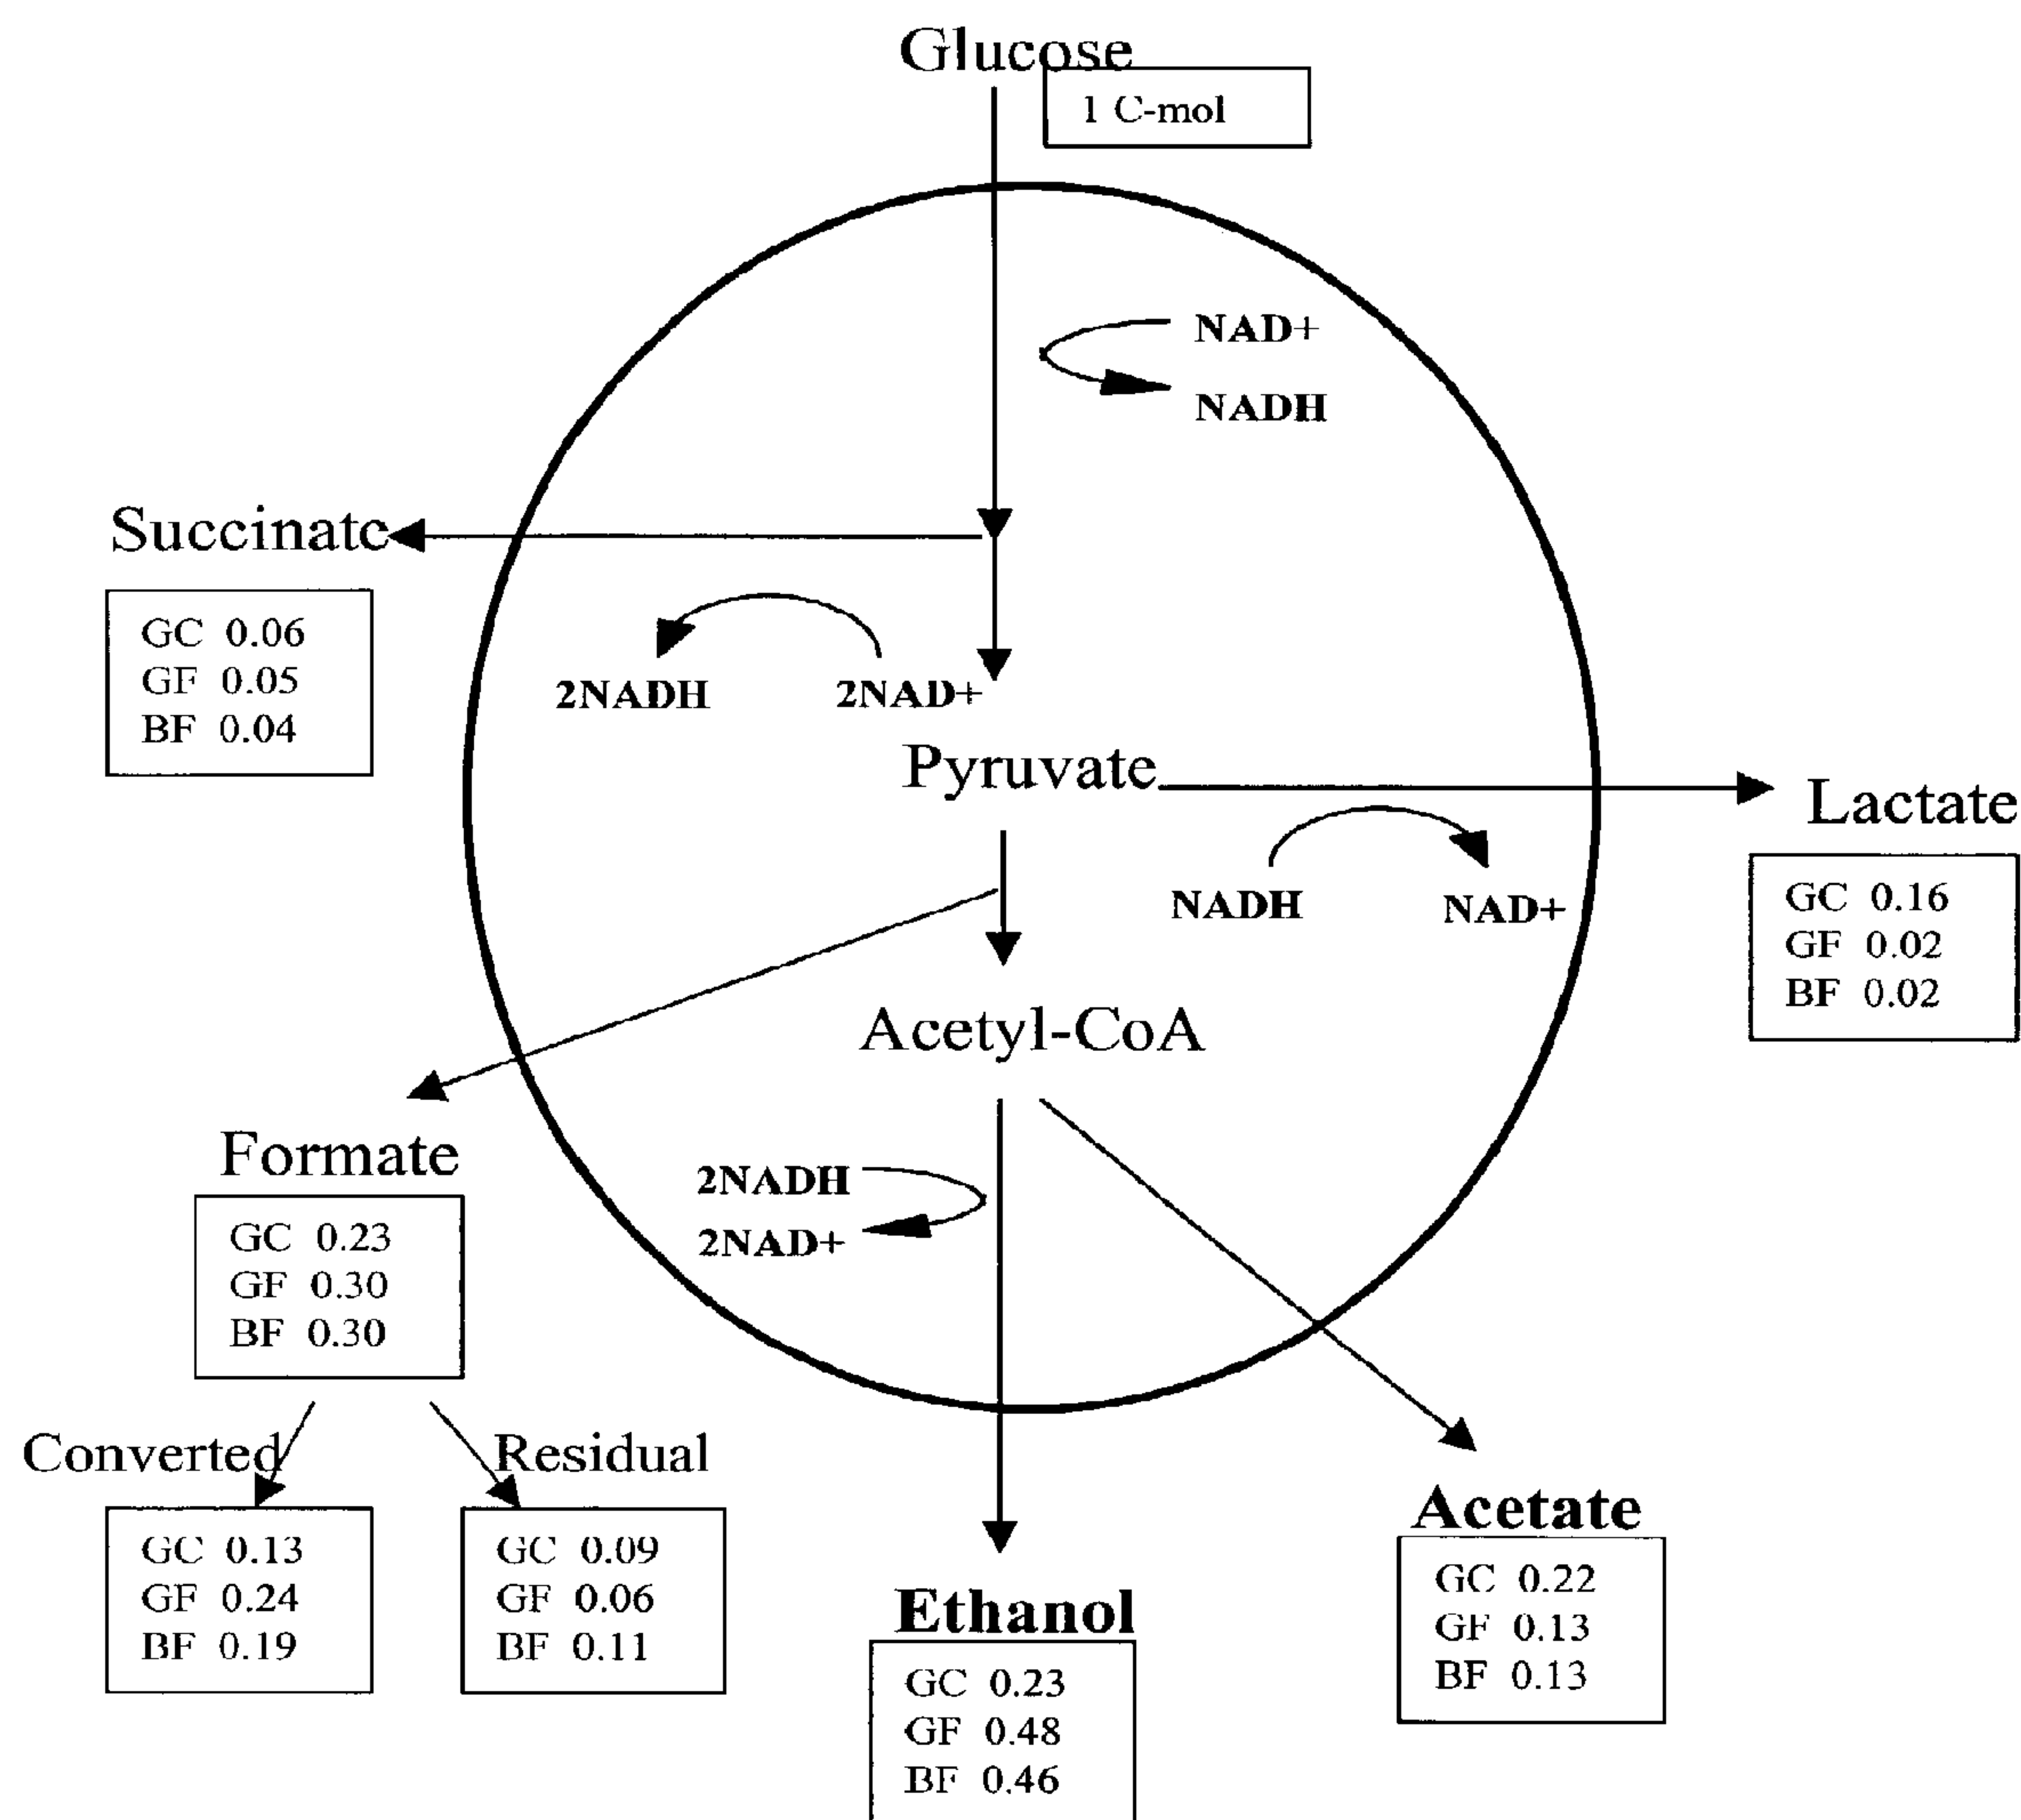 Glucose
1 C-mol
NAD+
NADH
Succinate
GC 0.06
GF 0.05
BF 0.04
2NADH
2NAD+
Pyruvate
Lactate
GC 0.16
GF 0.02
BF 0.02
NADH
NAD+
Acetyl-CoA
Formate
GC 0.23
GF 0.30
BF 0.30
2NADH
2NAD+
Converted
GC 0.13
GF 0.24
BF 0.19
Residual
GC 0.09
GF 0.06
BF 0.11
Ethanol
GC 0.23
GF 0.48
BF 0.46
Acetate
GC 0.22
GF 0.13
BF 0.13